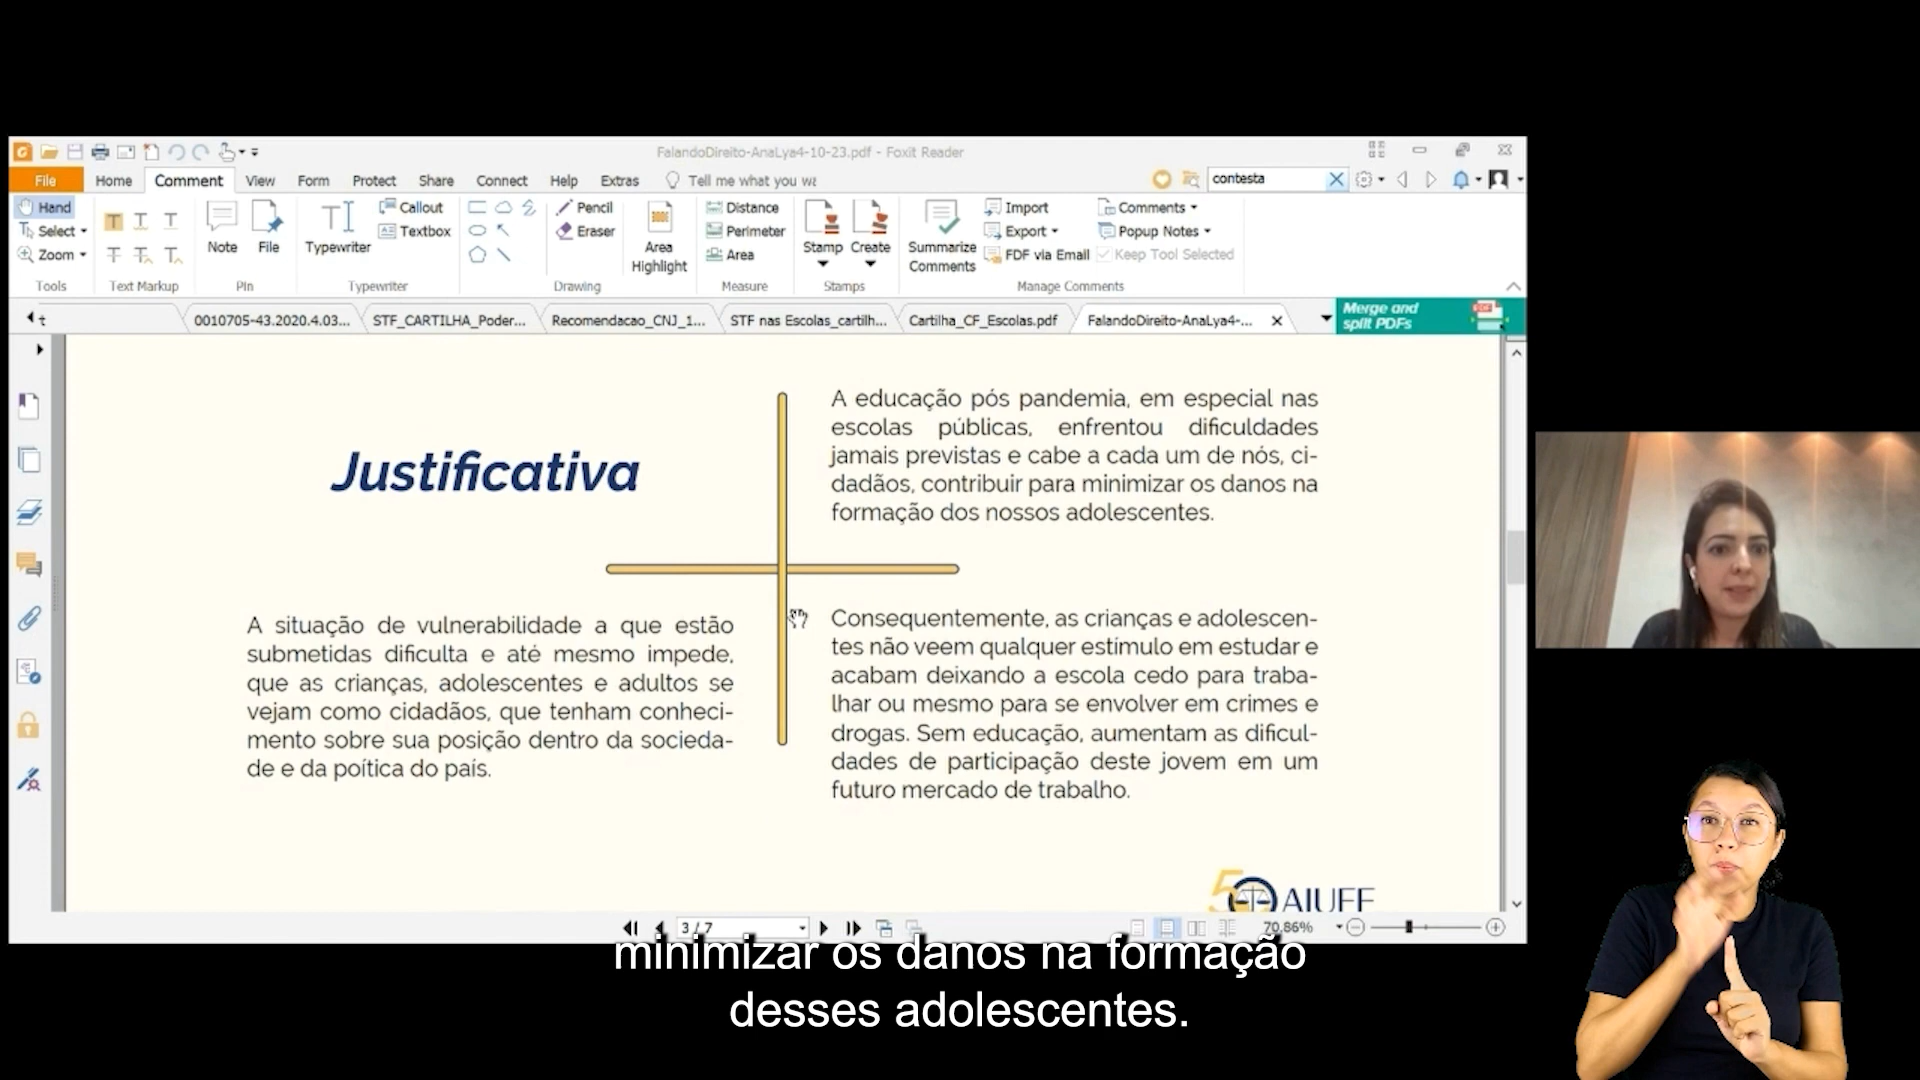 FalandoDireito-AnaLya4-10-23.pdf - Foxit Reader
File Home Comment View Form Protect Share Connect Help Extras Tell me what you wa
contesta
Hand
Select
Zoom
Tools
Text Markup
Note
File
Pin
Typewriter
Callout
Textbox
Typewriter
Pencil
Eraser
Drawing
Area
Highlight
Distance
Perimeter
Area
Measure
Stamp
Create
Stamps
Summarize
Comments
Import
Export
FDF via Email
Comments
Popup Notes
Keep Tool Selected
Manage Comments
t
0010705-43.2020.4.03...
STF_CARTILHA_Poder...
Recomendacao_CNJ_1...
STF nas Escolas_cartilh...
Cartilha_CF_Escolas.pdf
FalandoDireito-AnaLya4-...
Merge and
split PDFs
Justificativa
A educação pós pandemia, em especial nas
escolas públicas, enfrentou dificuldades
jamais previstas e cabe a cada um de nós, ci-
dadãos, contribuir para minimizar os danos na
formação dos nossos adolescentes.
A situação de vulnerabilidade a que estão
submetidas dificulta e até mesmo impede,
que as crianças, adolescentes e adultos se
vejam como cidadãos, que tenham conheci-
mento sobre sua posição dentro da socieda-
de e da poítica do país.
Consequentemente, as crianças e adolescen-
tes não veem qualquer estímulo em estudar e
acabam deixando a escola cedo para traba-
lhar ou mesmo para se envolver em crimes e
drogas. Sem educação, aumentam as dificul-
dades de participação deste jovem em um
futuro mercado de trabalho.
3 / 7
70.86%
minimizar os danos na formação
desses adolescentes.